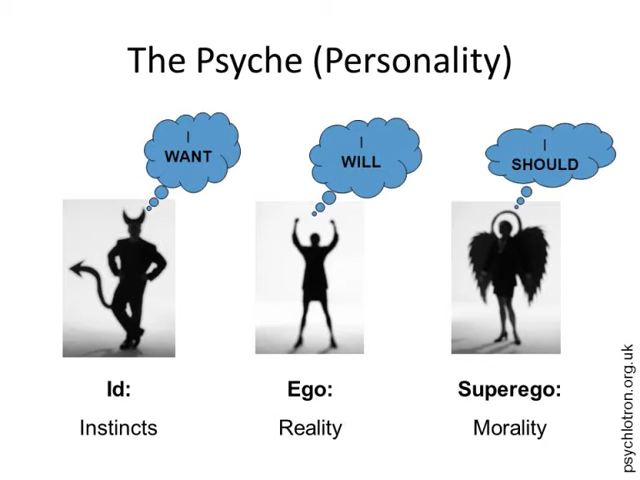 The Psyche (Personality)
I
WANT
I
WILL
I
SHOULD
Id:
Ego:
Superego:
Instincts
Reality
Morality
psychlotron.org.uk